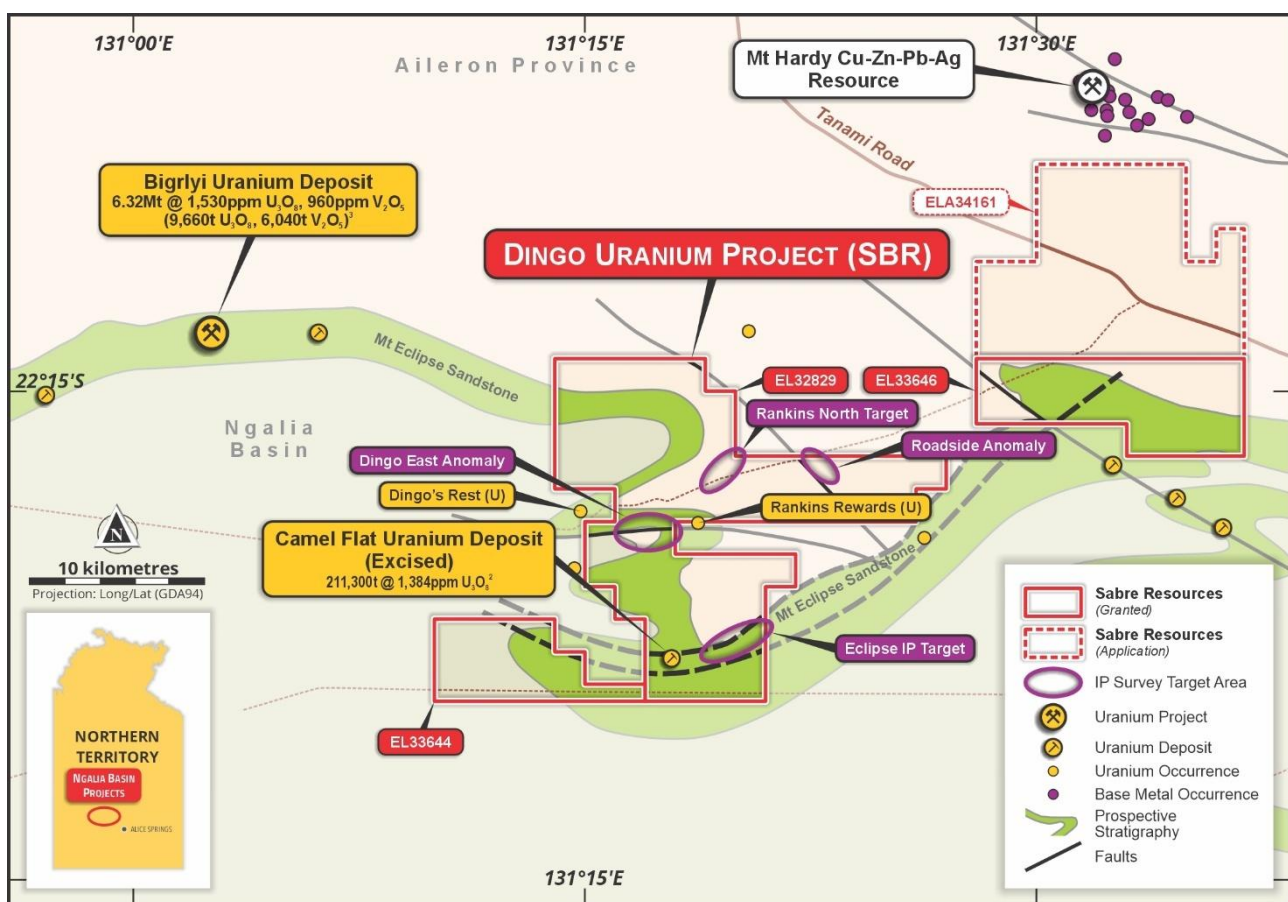 131°00'E
131°15'E
131°30'E
Aileron Province
Mt Hardy Cu-Zn-Pb-Ag
Resource
Tanami Road
Bigrlyi Uranium Deposit
6.32Mt @ 1,530ppm U₃O₈, 960ppm V₂O₅
(9,660t U₃O₈, 6,040t V₂O₅)³
ELA34161
DINGO URANIUM PROJECT (SBR)
Mt Eclipse Sandstone
22°15'S
EL32829
EL33646
Rankins North Target
Ngalia
Basin
Roadside Anomaly
Dingo East Anomaly
Dingo's Rest (U)
Rankins Rewards (U)
Camel Flat Uranium Deposit
(Excised)
211,300t @ 1,384ppm U₃O₈²
N
10 kilometres
Projection: Long/Lat (GDA94)
Mt Eclipse Sandstone
Eclipse IP Target
EL33644
131°15'E
NORTHERN
TERRITORY
NGALIA BASIN
PROJECTS
ALICE SPRINGS
Sabre Resources
(Granted)
Sabre Resources
(Application)
IP Survey Target Area
Uranium Project
Uranium Deposit
Uranium Occurrence
Base Metal Occurrence
Prospective
Stratigraphy
Faults